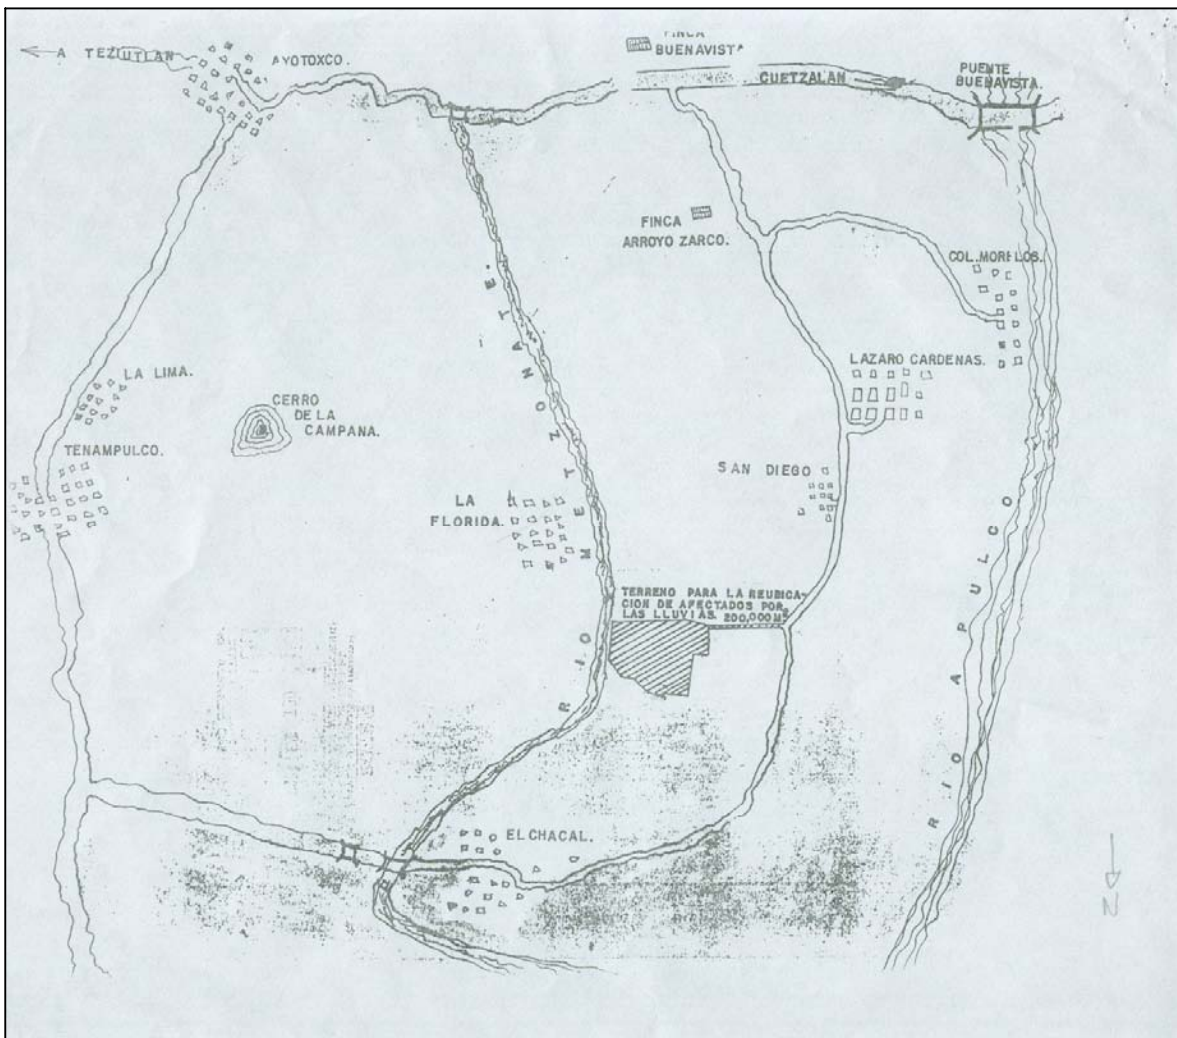 A TEZIUTLAN
AYOTOXCO.
FINCA
BUENAVISTA
CUETZALAN
PUENTE
BUENAVISTA.
FINCA
ARROYO ZARCO.
COL. MORELOS.
LAZARO CARDENAS.
LA LIMA.
CERRO
DE LA
CAMPANA.
TENAMPULCO.
SAN DIEGO
LA
FLORIDA.
RIO METZONATE.
TERRENO PARA LA REUBICA-
CION DE AFECTADOS POR
LAS LLUVIAS. 200,000 M2
RIO APULCO
EL CHACAL.
N